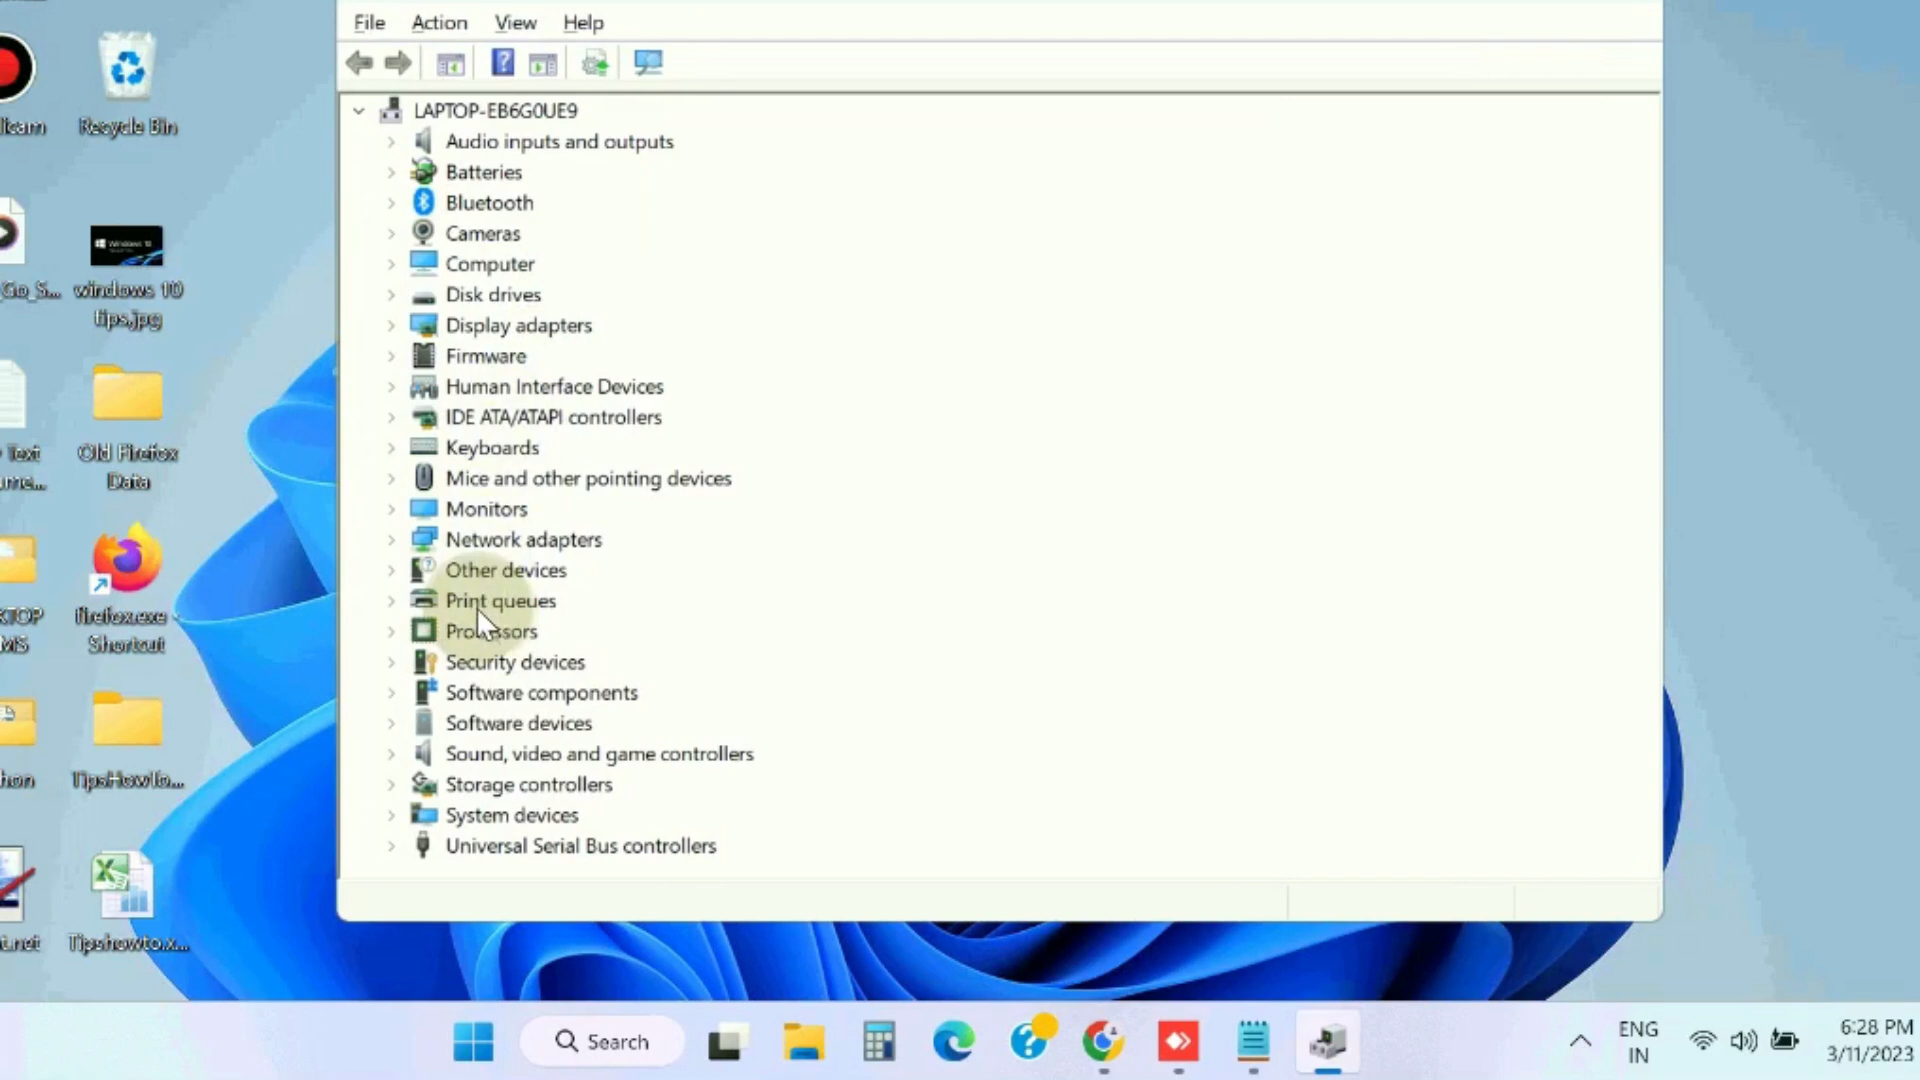 File Action View Help
LAPTOP-EB6G0UE9
Audio inputs and outputs
Batteries
Bluetooth
Cameras
Computer
Disk drives
Display adapters
Firmware
Human Interface Devices
IDE ATA/ATAPI controllers
Keyboards
Mice and other pointing devices
Monitors
Network adapters
Other devices
Print queues
Processors
Security devices
Software components
Software devices
Sound, video and game controllers
Storage controllers
System devices
Universal Serial Bus controllers
Recycle Bin
Go_S...
windows 10
tips.jpg
Text
Old Firefox
Data
firefox.exe -
Shortcut
TipsHowTo...
Tipshowto.x...
Search
ENG
IN
6:28 PM
3/11/2023